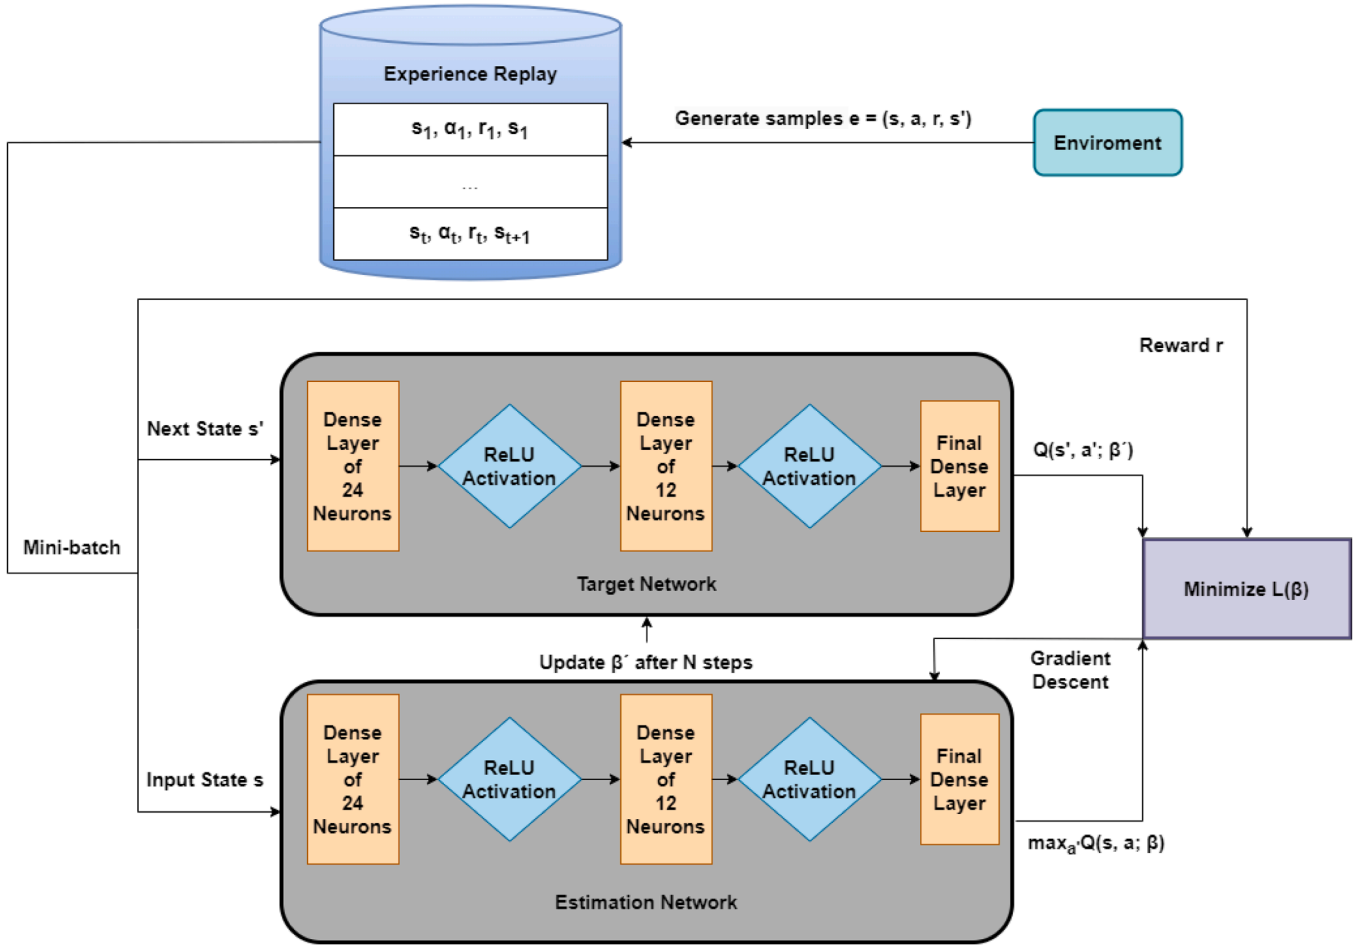 Experience Replay
s₁, α₁, r₁, s₁
...
sₜ, αₜ, rₜ, sₜ₊₁
Generate samples e = (s, a, r, s')
Enviroment
Reward r
Next State s'
Dense
Layer
of
24
Neurons
ReLU
Activation
Dense
Layer
of
12
Neurons
ReLU
Activation
Final
Dense
Layer
Q(s', a'; β´)
Target Network
Mini-batch
Minimize L(β)
Update β´ after N steps
Gradient
Descent
Input State s
Dense
Layer
of
24
Neurons
ReLU
Activation
Dense
Layer
of
12
Neurons
ReLU
Activation
Final
Dense
Layer
maxₐ'Q(s, a; β)
Estimation Network